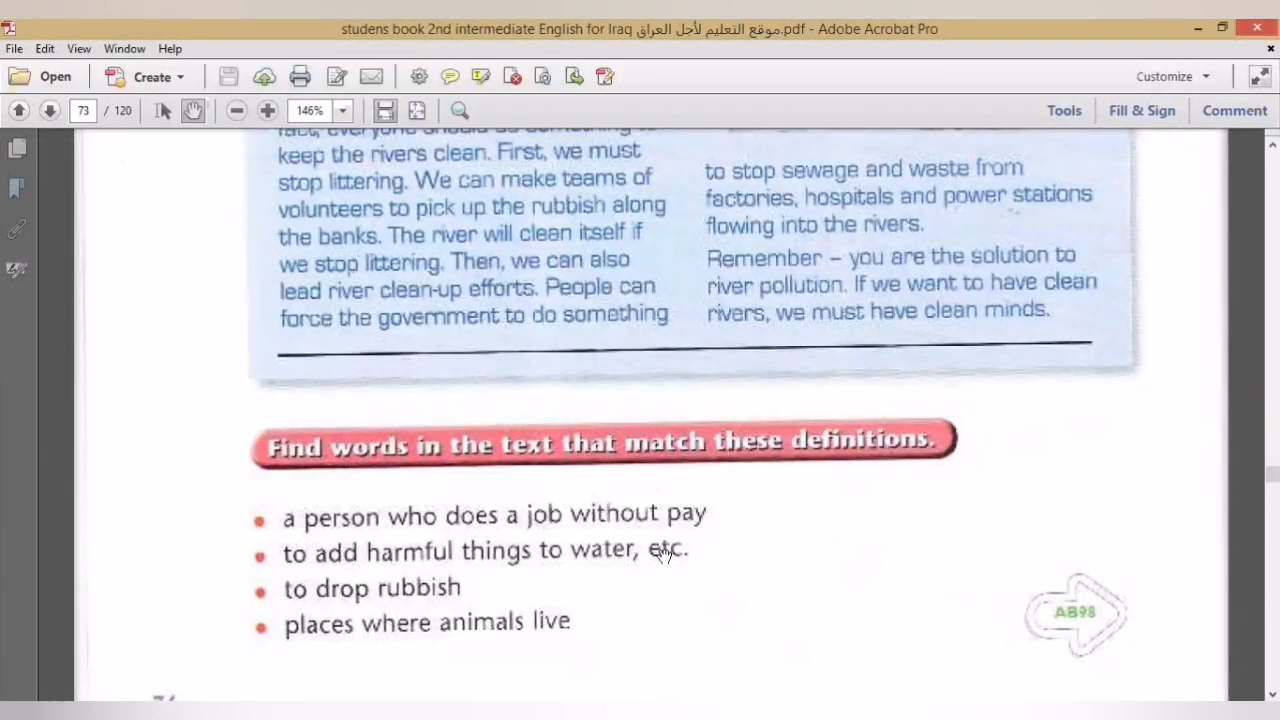 studens book 2nd intermediate English for Iraq موقع التعليم لأجل العراق.pdf - Adobe Acrobat Pro
File Edit View Window Help
Open Create Customize
73 / 120 146% Tools Fill & Sign Comment
keep the rivers clean. First, we must
stop littering. We can make teams of
volunteers to pick up the rubbish along
the banks. The river will clean itself if
we stop littering. Then, we can also
lead river clean-up efforts. People can
force the government to do something
to stop sewage and waste from
factories, hospitals and power stations
flowing into the rivers.
Remember – you are the solution to
river pollution. If we want to have clean
rivers, we must have clean minds.
Find words in the text that match these definitions.
• a person who does a job without pay
• to add harmful things to water, etc.
• to drop rubbish
• places where animals live
AB98